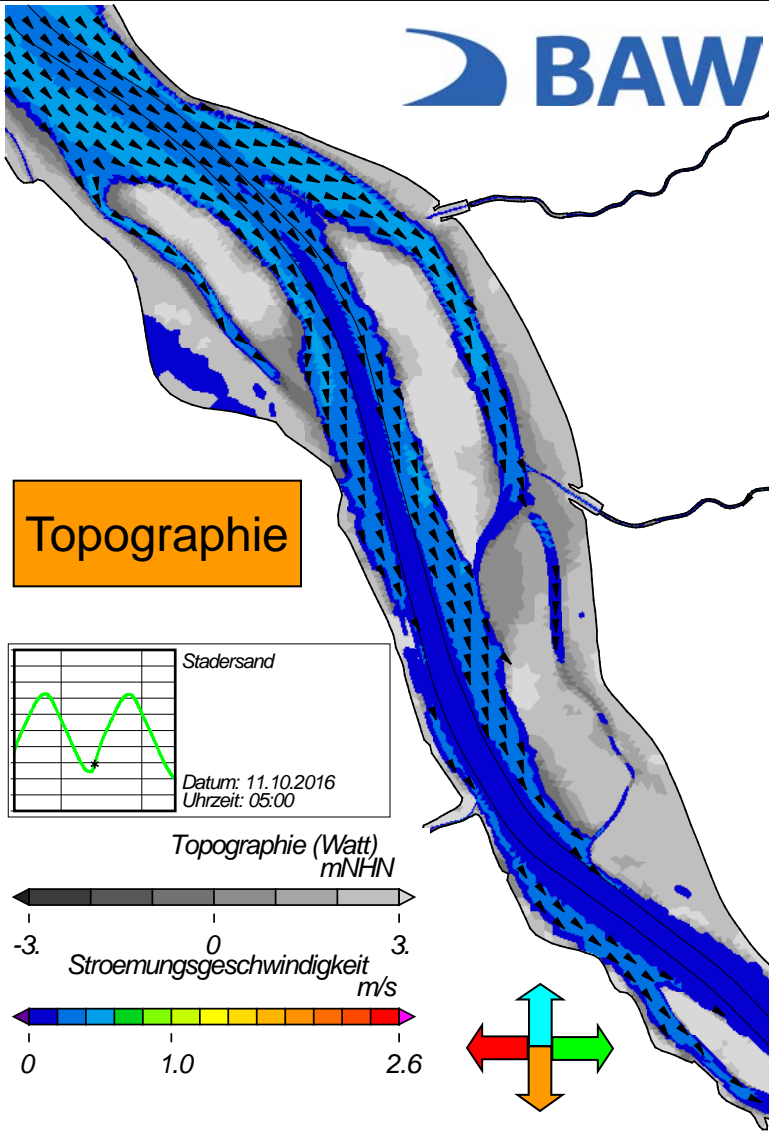 BAW
Topographie
Stadersand
Datum: 11.10.2016
Uhrzeit: 05:00
Topographie (Watt)
mNHN
-3. 0 3.
Stroemungsgeschwindigkeit
m/s
0 1.0 2.6